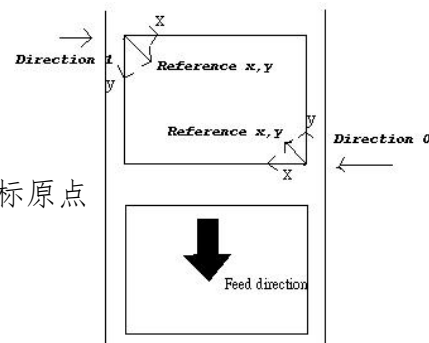 x
Direction 1
Reference x,y
y
Reference x,y
y
Direction 0
x
标原点
Feed direction